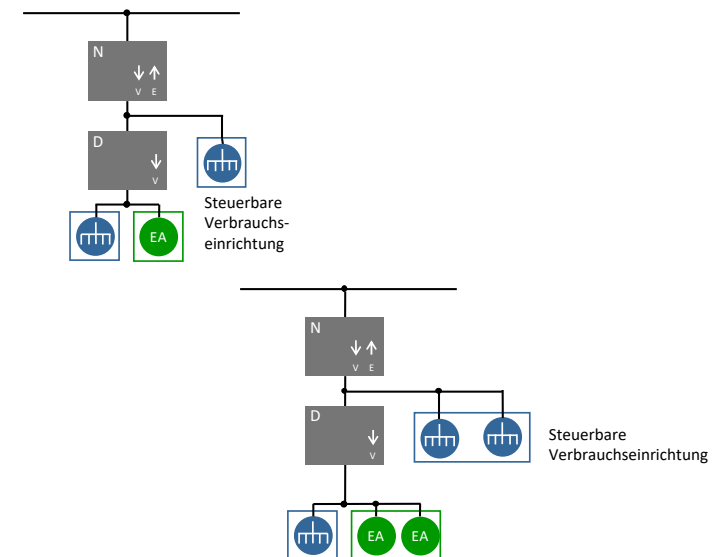 N
V E
D
V
EA
Steuerbare
Verbrauchs-
einrichtung
N
V E
D
V
Steuerbare
Verbrauchseinrichtung
EA EA